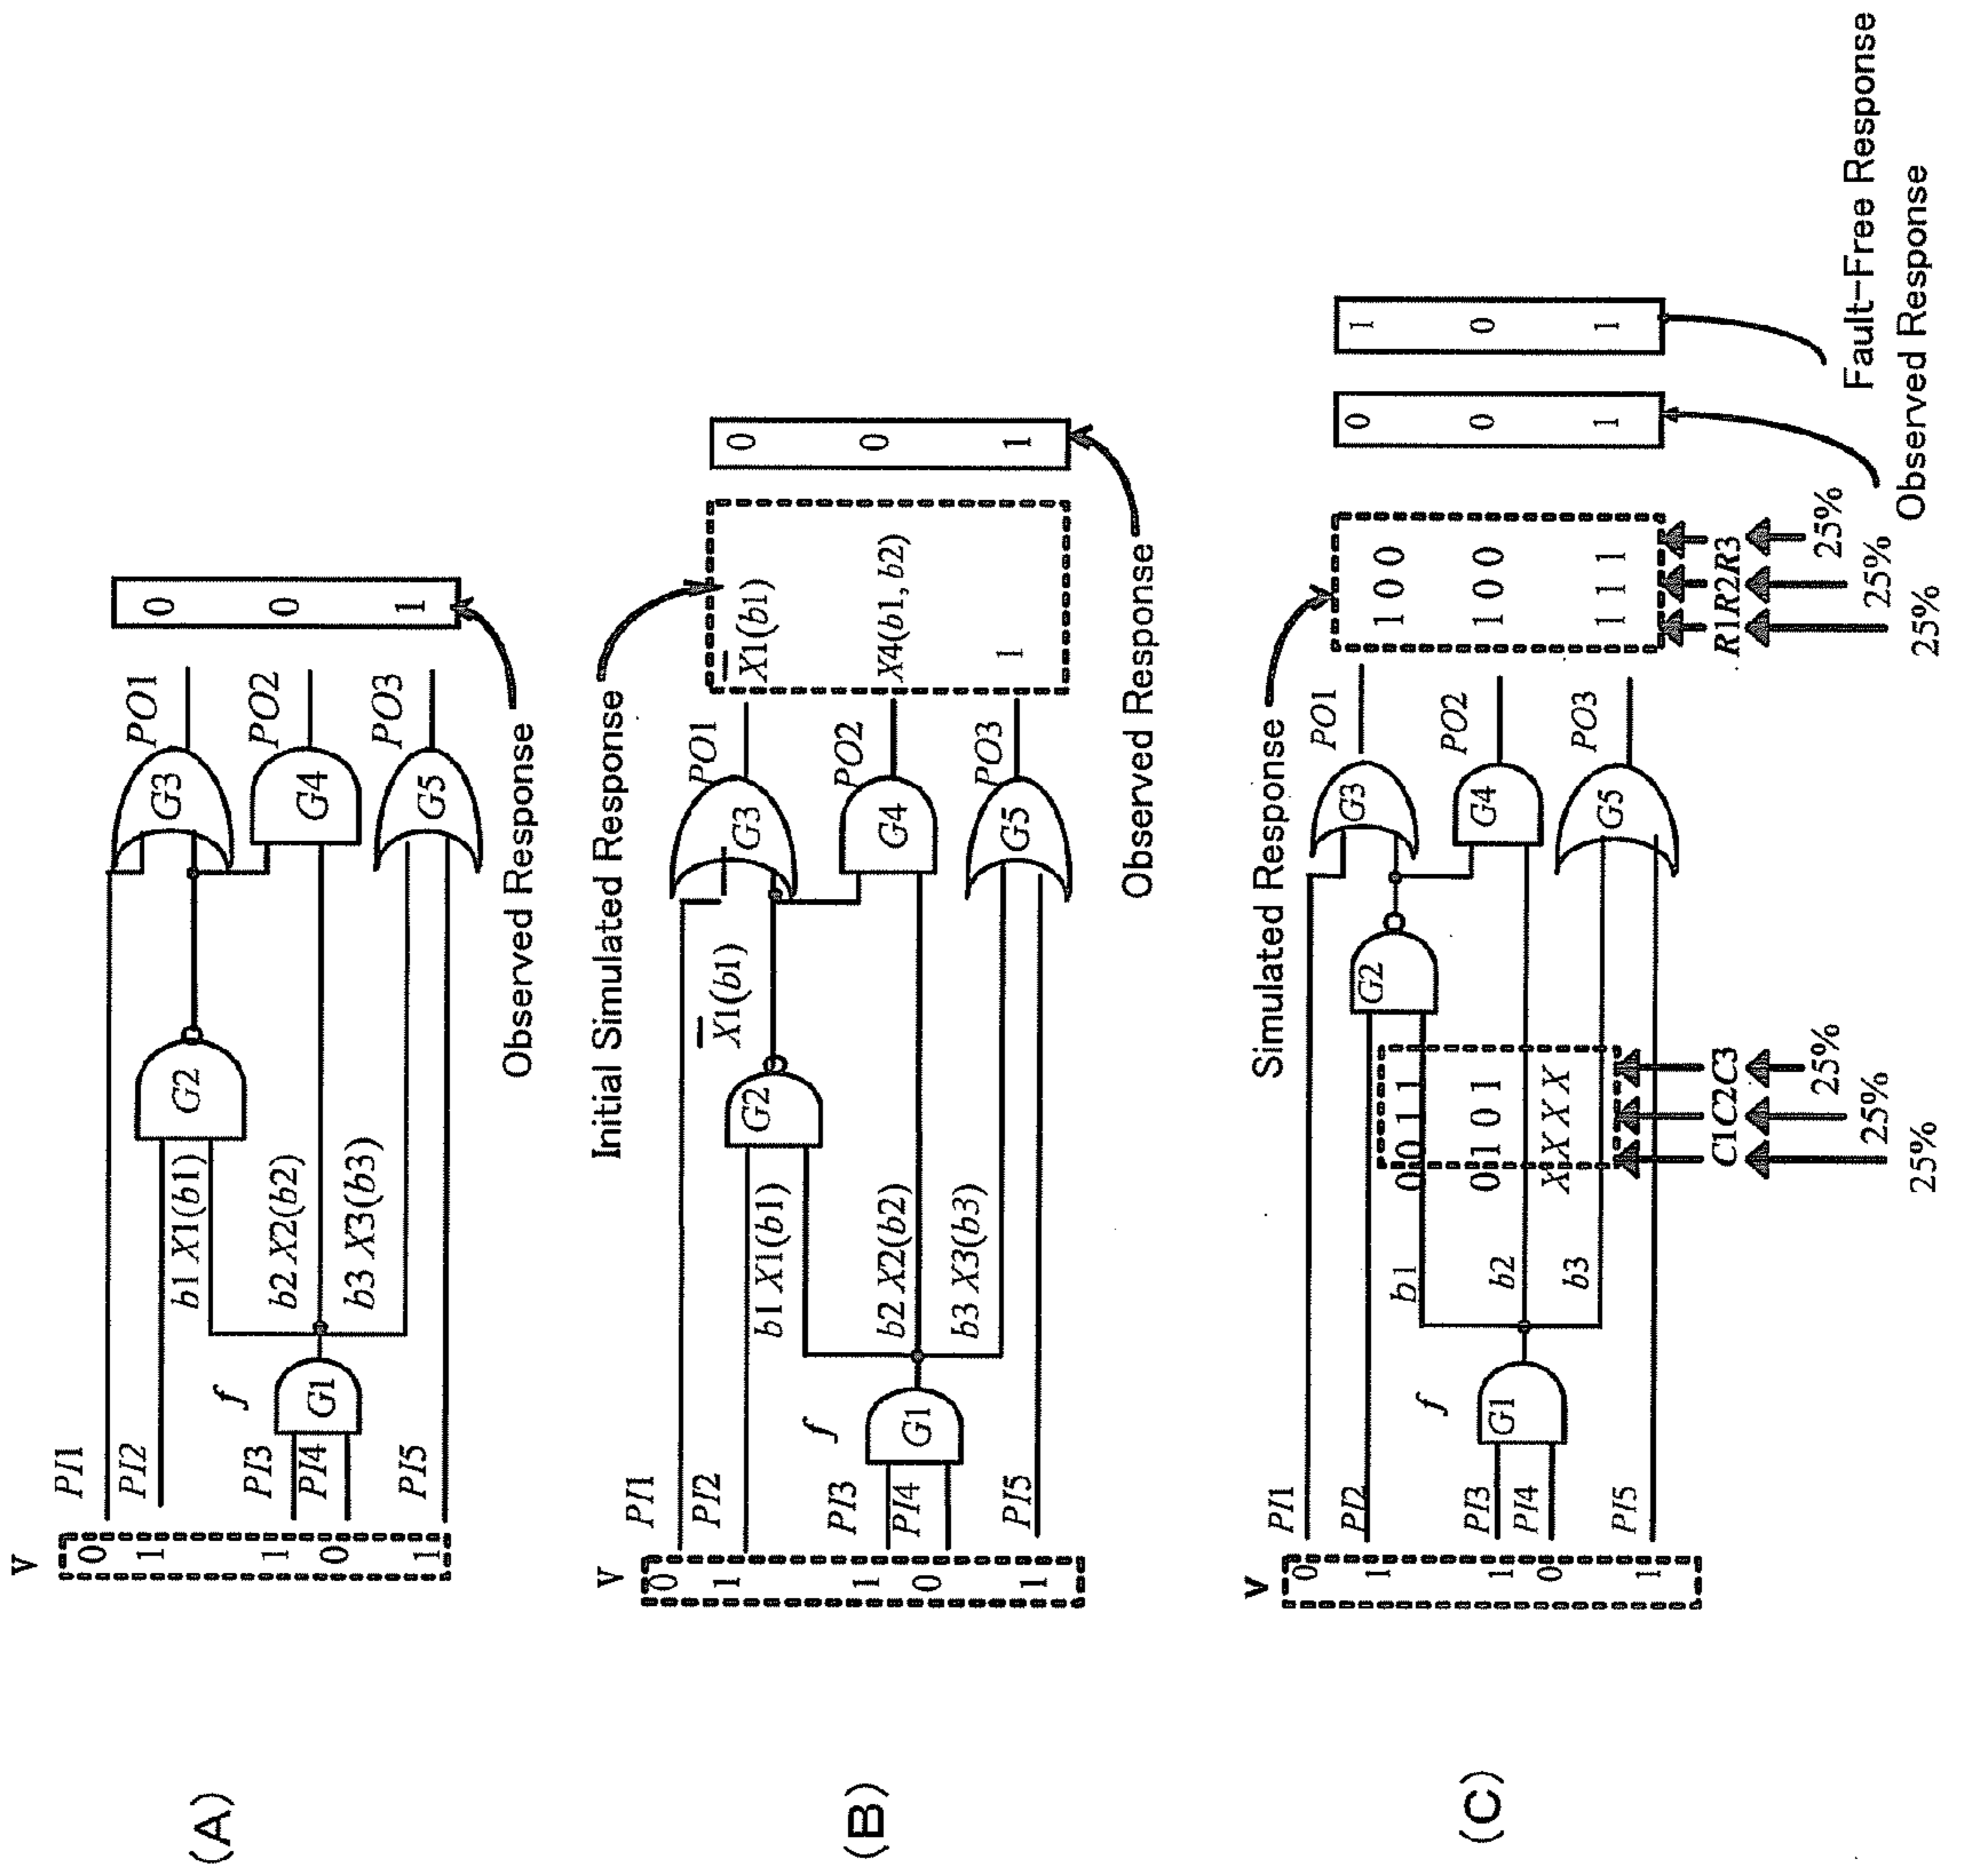 (A)
V
0
1
1
0
1
PI1
PI2
PI3
PI4
PI5
f
G1
b1 X1(b1)
b2 X2(b2)
b3 X3(b3)
G2
G3
G4
G5
PO1
PO2
PO3
0
0
1
Observed Response
(B)
V
0
1
1
0
1
PI1
PI2
PI3
PI4
PI5
f
G1
b1 X1(b1)
b2 X2(b2)
b3 X3(b3)
G2
X̅1(b1)
G3
G4
G5
PO1
PO2
PO3
Initial Simulated Response
X̅1(b1)
X4(b1, b2)
1
0
0
1
Observed Response
(C)
V
0
1
1
0
1
PI1
PI2
PI3
PI4
PI5
f
G1
b1
b2
b3
0 0 1 1
0 1 0 1
X X X X
C1C2C3
25%
25%
25%
G2
G3
G4
G5
PO1
PO2
PO3
Simulated Response
1 0 0
1 0 0
1 1 1
R1R2R3
25%
25%
25%
0
0
1
1
0
1
Observed Response
Fault-Free Response